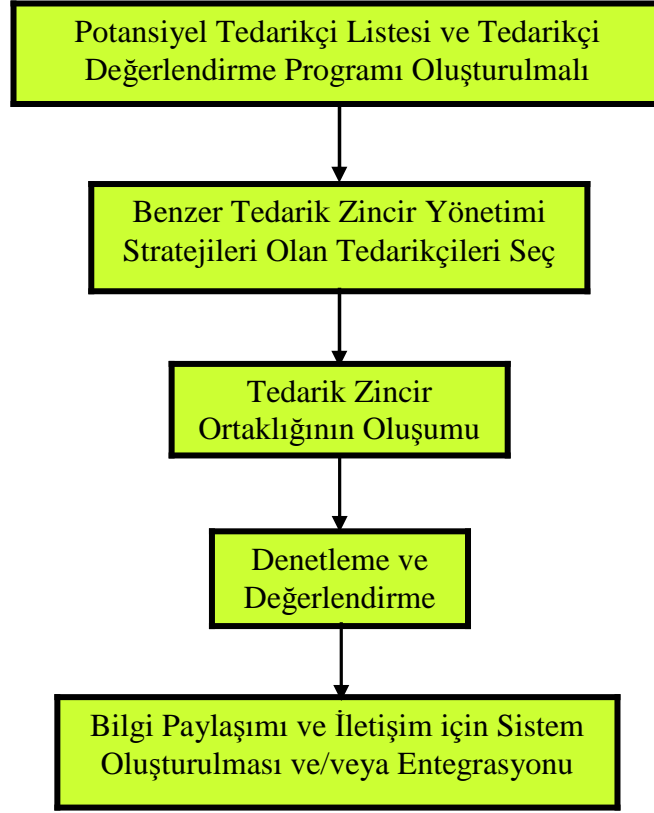 Potansiyel Tedarikçi Listesi ve Tedarikçi
Değerlendirme Programı Oluşturulmalı
Benzer Tedarik Zincir Yönetimi
Stratejileri Olan Tedarikçileri Seç
Tedarik Zincir
Ortaklığının Oluşumu
Denetleme ve
Değerlendirme
Bilgi Paylaşımı ve İletişim için Sistem
Oluşturulması ve/veya Entegrasyonu